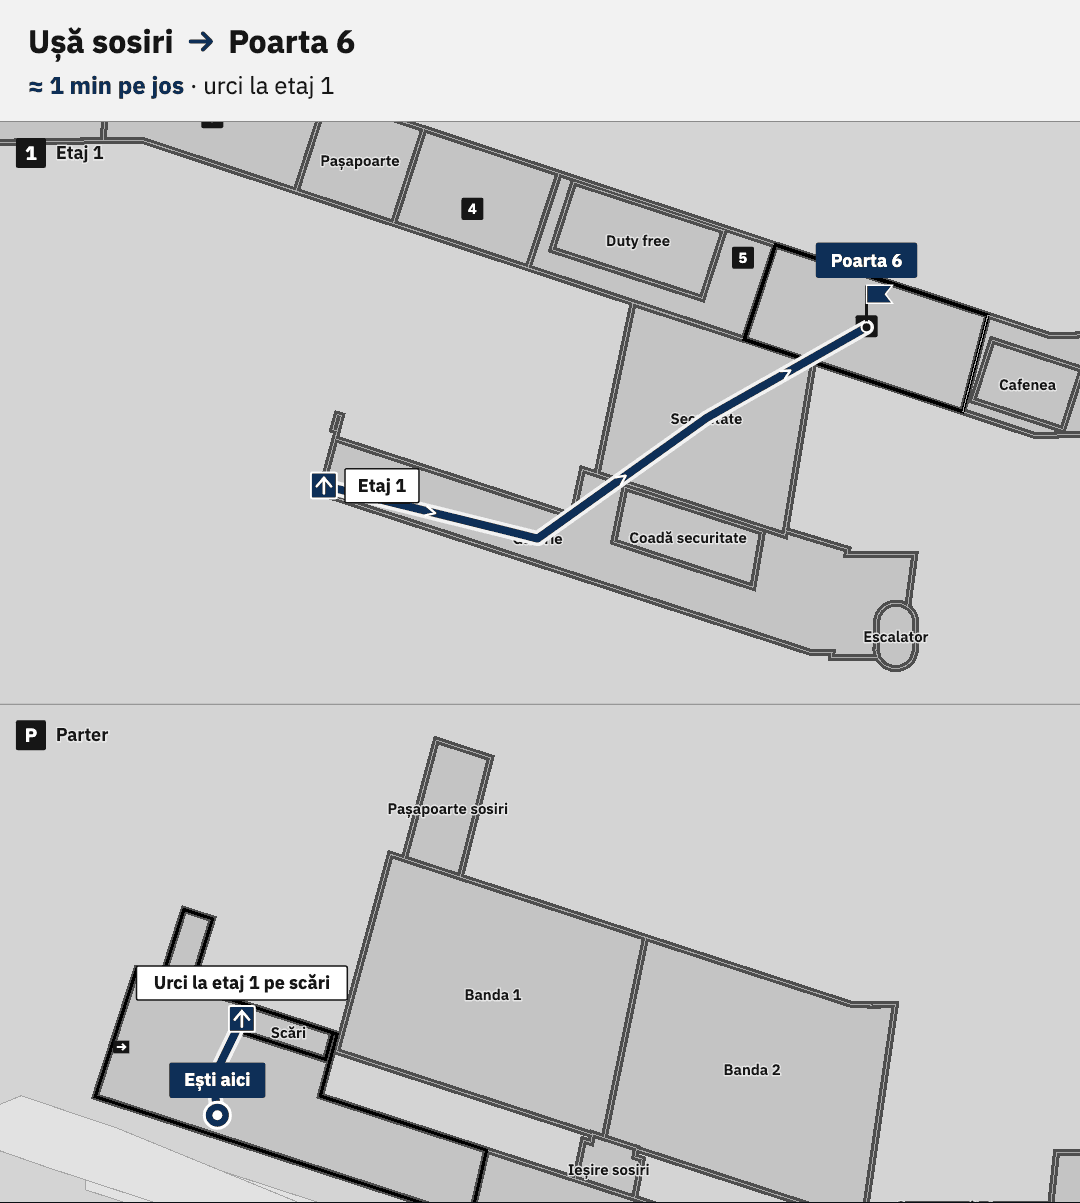 Ușă sosiri → Poarta 6
≈ 1 min pe jos · urci la etaj 1
1 Etaj 1
Pașapoarte
4
Duty free
5
Poarta 6
Cafenea
Etaj 1
Coadă securitate
Escalator
P Parter
Pașapoarte sosiri
Urci la etaj 1 pe scări
Banda 1
Scări
Banda 2
Ești aici
Ieșire sosiri